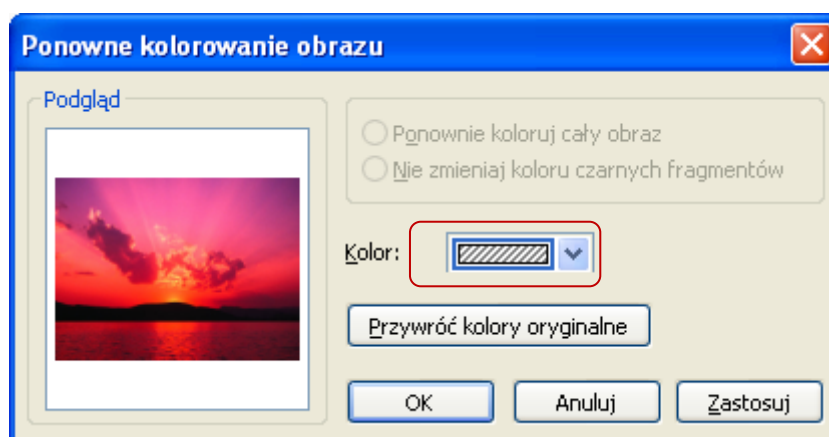 Ponowne kolorowanie obrazu
Podgląd
Ponownie koloruj cały obraz
Nie zmieniaj koloru czarnych fragmentów
Kolor:
Przywróć kolory oryginalne
OK
Anuluj
Zastosuj